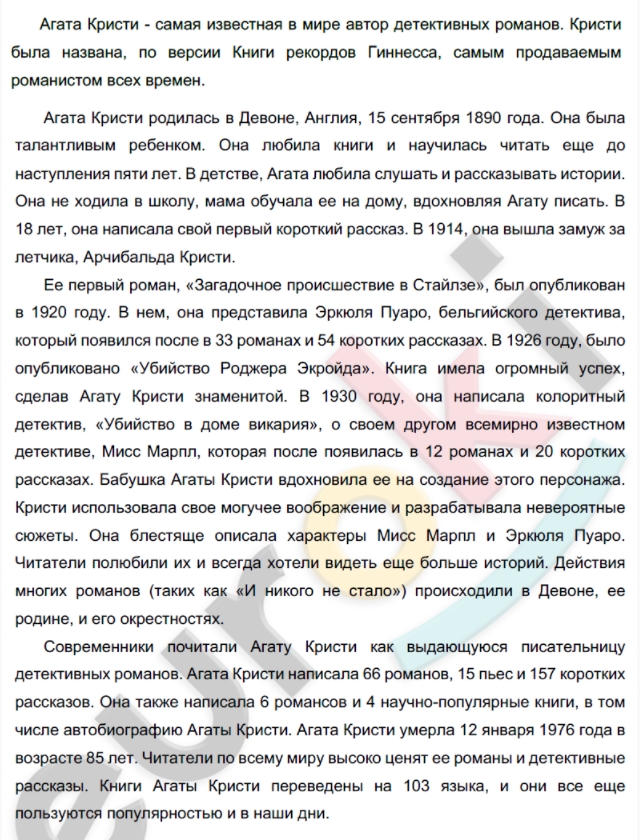 Агата Кристи - самая известная в мире автор детективных романов. Кристи
была названа, по версии Книги рекордов Гиннесса, самым продаваемым
романистом всех времен.
Агата Кристи родилась в Девоне, Англия, 15 сентября 1890 года. Она была
талантливым ребенком. Она любила книги и научилась читать еще до
наступления пяти лет. В детстве, Агата любила слушать и рассказывать истории.
Она не ходила в школу, мама обучала ее на дому, вдохновляя Агату писать. В
18 лет, она написала свой первый короткий рассказ. В 1914, она вышла замуж за
летчика, Арчибальда Кристи.
Ее первый роман, «Загадочное происшествие в Стайлзе», был опубликован
в 1920 году. В нем, она представила Эркюля Пуаро, бельгийского детектива,
который появился после в 33 романах и 54 коротких рассказах. В 1926 году, было
опубликовано «Убийство Роджера Экройда». Книга имела огромный успех,
сделав Агату Кристи знаменитой. В 1930 году, она написала колоритный
детектив, «Убийство в доме викария», о своем другом всемирно известном
детективе, Мисс Марпл, которая после появилась в 12 романах и 20 коротких
рассказах. Бабушка Агаты Кристи вдохновила ее на создание этого персонажа.
Кристи использовала свое могучее воображение и разрабатывала невероятные
сюжеты. Она блестяще описала характеры Мисс Марпл и Эркюля Пуаро.
Читатели полюбили их и всегда хотели видеть еще больше историй. Действия
многих романов (таких как «И никого не стало») происходили в Девоне, ее
родине, и его окрестностях.
Современники почитали Агату Кристи как выдающуюся писательницу
детективных романов. Агата Кристи написала 66 романов, 15 пьес и 157 коротких
рассказов. Она также написала 6 романсов и 4 научно-популярные книги, в том
числе автобиографию Агаты Кристи. Агата Кристи умерла 12 января 1976 года в
возрасте 85 лет. Читатели по всему миру высоко ценят ее романы и детективные
рассказы. Книги Агаты Кристи переведены на 103 языка, и они все еще
пользуются популярностью и в наши дни.
euroki